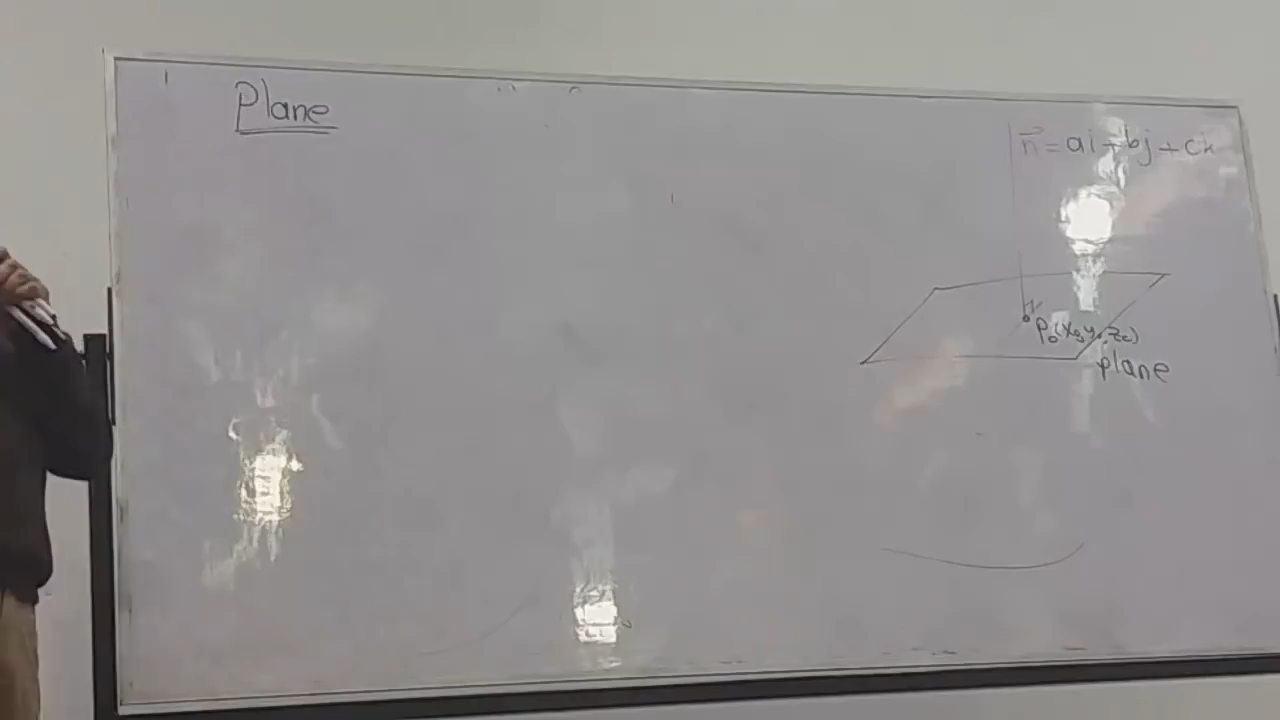 Plane
n⃗ = ai + bj + ck
P₀(x₀, y₀, z₀)
plane